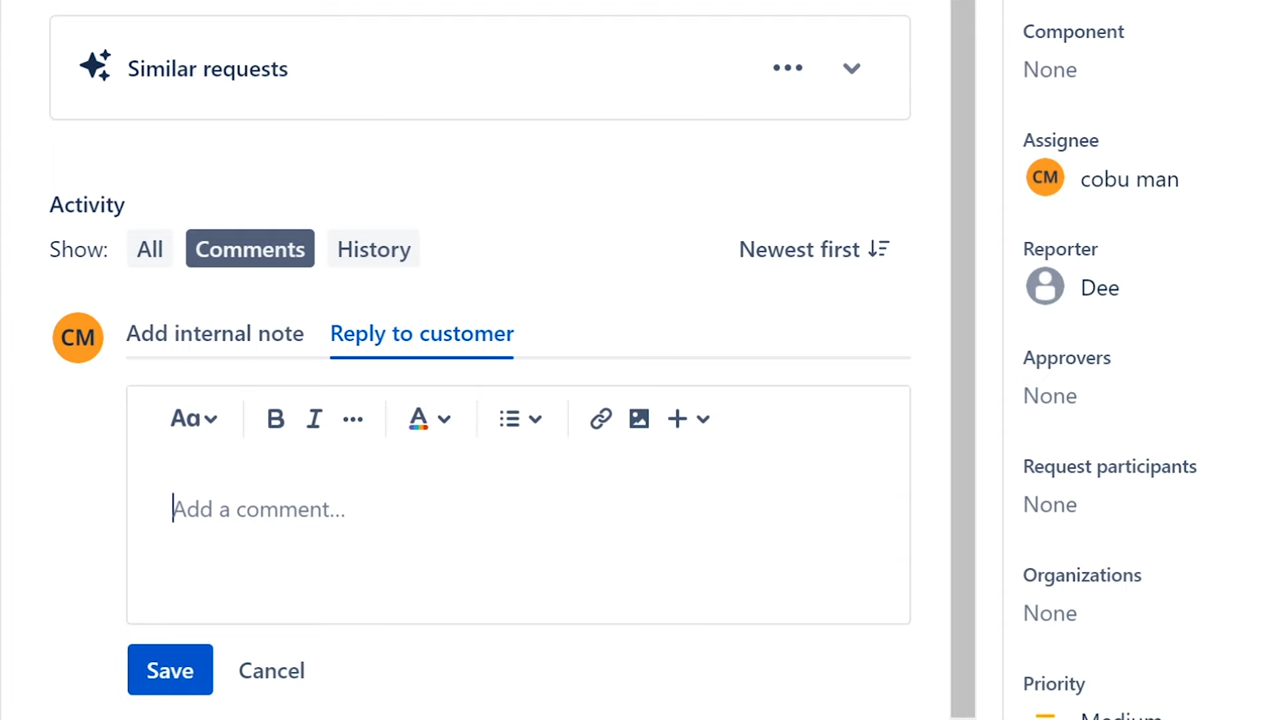 Similar requests
Activity
Show: All Comments History Newest first
CM Add internal note Reply to customer
Aa B I A
Add a comment...
Save Cancel
Component
None
Assignee
CM cobu man
Reporter
Dee
Approvers
None
Request participants
None
Organizations
None
Priority
Medium